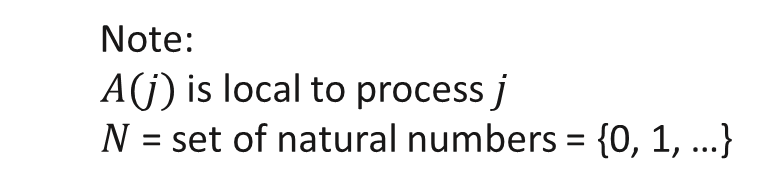 Note:
A(j) is local to process j
N = set of natural numbers = {0, 1, ...}